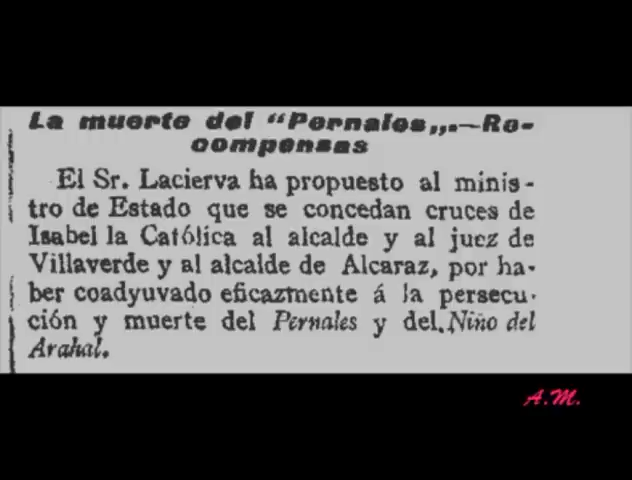 La muerte del "Pernales„.—Re-
compensas
El Sr. Lacierva ha propuesto al minis-
tro de Estado que se concedan cruces de
Isabel la Católica al alcalde y al juez de
Villaverde y al alcalde de Alcaraz, por ha-
ber coadyuvado eficazmente á la persecu-
ción y muerte del Pernales y del Niño del
Arahal.
A.M.